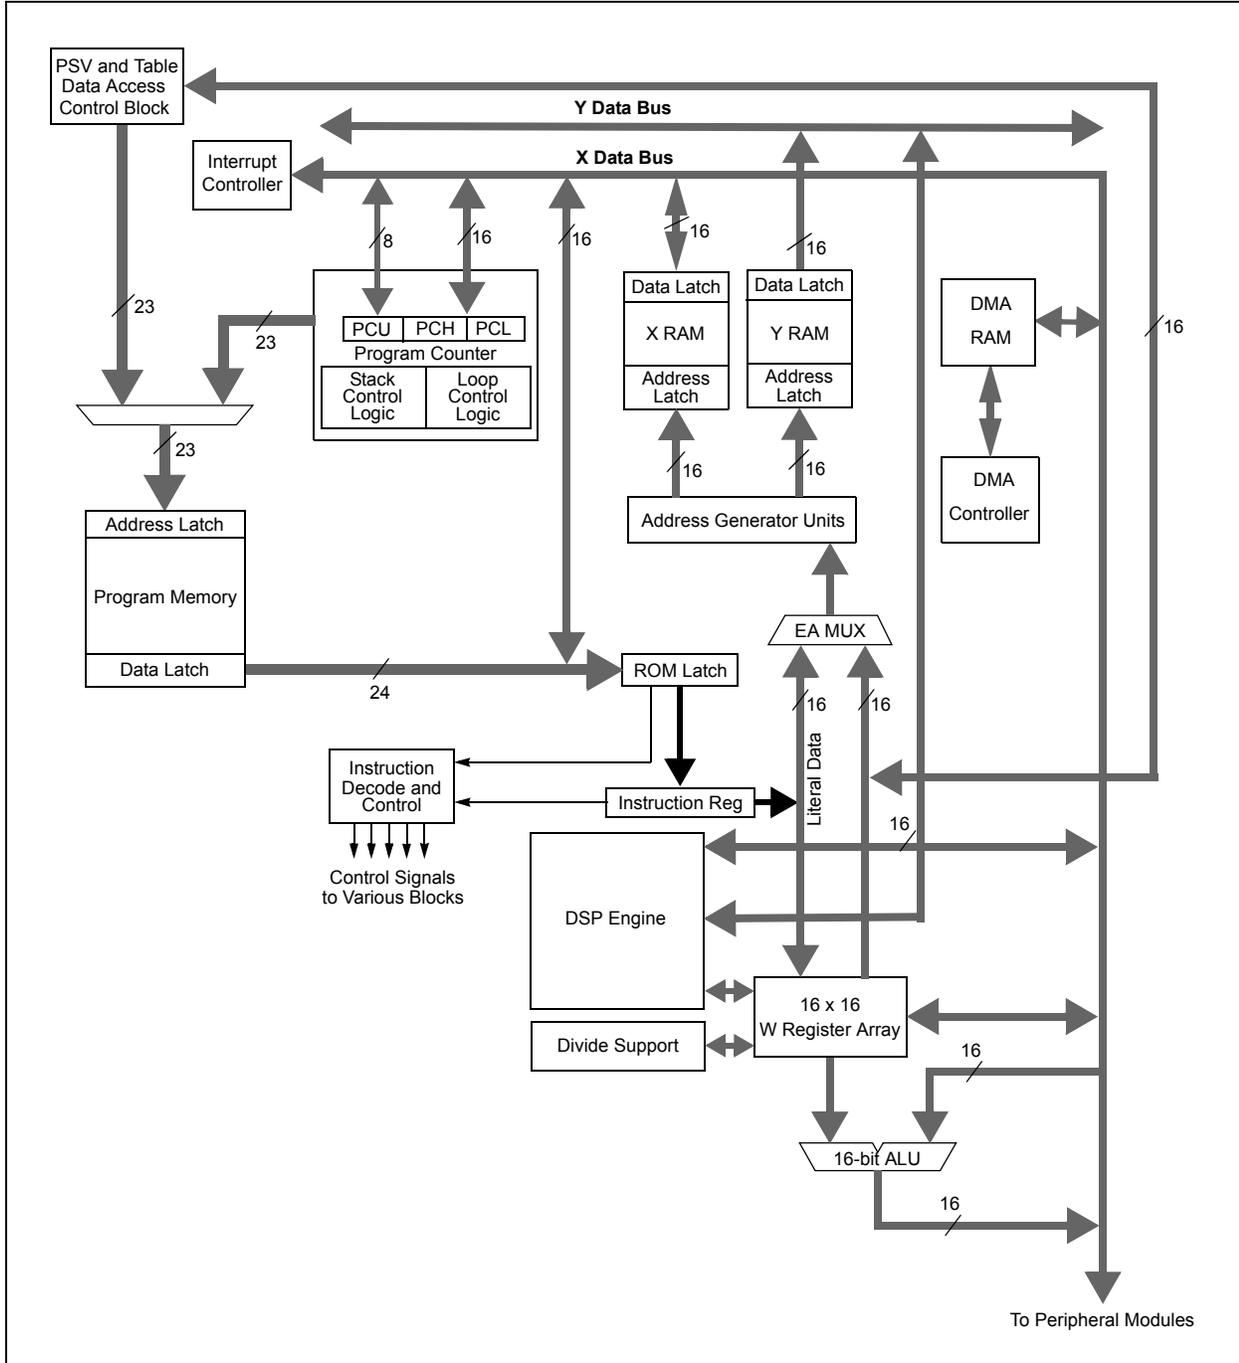 PSV and Table
Data Access
Control Block
Y Data Bus
Interrupt
Controller
X Data Bus
8
16
16
16
16
23
23
16
Data Latch
X RAM
Address
Latch
Data Latch
Y RAM
Address
Latch
DMA
RAM
PCU
PCH
PCL
Program Counter
Stack
Control
Logic
Loop
Control
Logic
23
16
16
DMA
Controller
Address Generator Units
Address Latch
Program Memory
Data Latch
24
EA MUX
ROM Latch
16
16
Literal Data
Instruction
Decode and
Control
Instruction Reg
Control Signals
to Various Blocks
16
DSP Engine
16 x 16
W Register Array
Divide Support
16
16-bit ALU
16
To Peripheral Modules